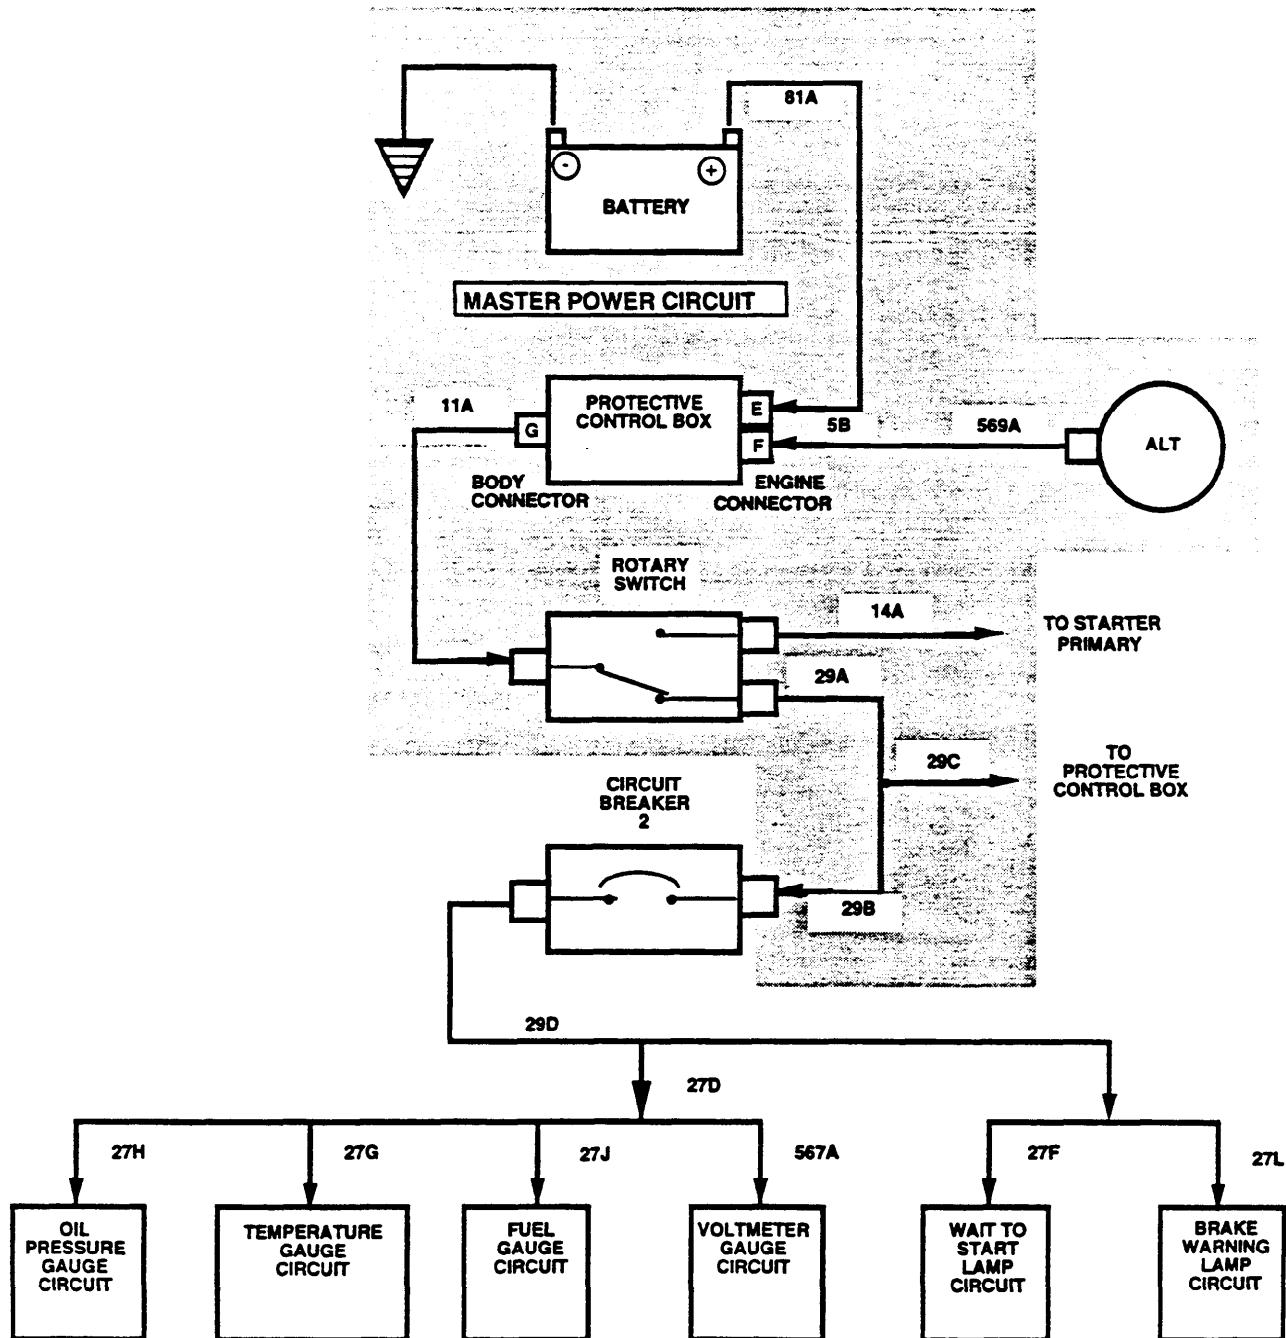 81A
-
+
BATTERY
MASTER POWER CIRCUIT
11A
PROTECTIVE
CONTROL BOX
G
E
F
5B
569A
ALT
BODY
CONNECTOR
ENGINE
CONNECTOR
ROTARY
SWITCH
14A
TO STARTER
PRIMARY
29A
29C
TO
PROTECTIVE
CONTROL BOX
CIRCUIT
BREAKER
2
29B
29D
27D
27H
27G
27J
567A
27F
27L
OIL
PRESSURE
GAUGE
CIRCUIT
TEMPERATURE
GAUGE
CIRCUIT
FUEL
GAUGE
CIRCUIT
VOLTMETER
GAUGE
CIRCUIT
WAIT TO
START
LAMP
CIRCUIT
BRAKE
WARNING
LAMP
CIRCUIT